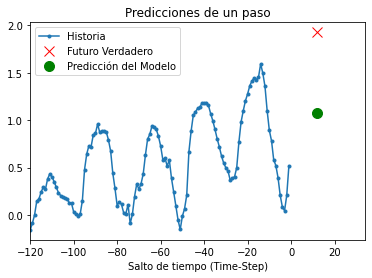 Predicciones de un paso
Historia
Futuro Verdadero
Predicción del Modelo
2.0
1.5
1.0
0.5
0.0
−120 −100 −80 −60 −40 −20 0 20
Salto de tiempo (Time-Step)